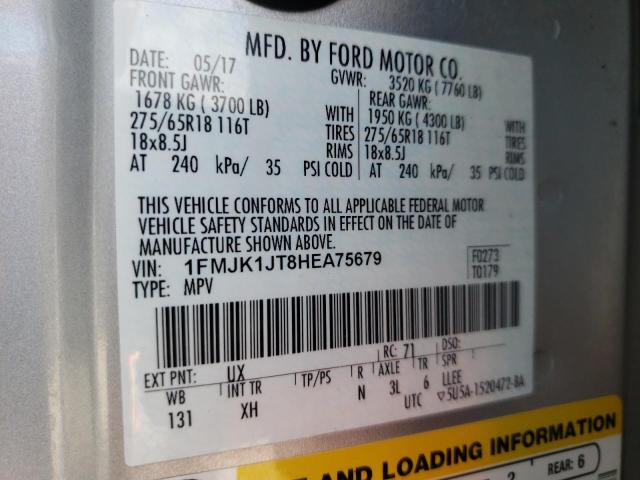 MFD. BY FORD MOTOR CO.
DATE: 05/17 GVWR: 3520 KG ( 7760 LB)
FRONT GAWR: REAR GAWR:
1678 KG ( 3700 LB) WITH 1950 KG ( 4300 LB) WITH
275/65R18 116T TIRES 275/65R18 116T TIRES
18x8.5J RIMS 18x8.5J RIMS
AT 240 kPa/ 35 PSI COLD AT 240 kPa/ 35 PSI COLD
THIS VEHICLE CONFORMS TO ALL APPLICABLE FEDERAL MOTOR
VEHICLE SAFETY STANDARDS IN EFFECT ON THE DATE OF
MANUFACTURE SHOWN ABOVE.
VIN: 1FMJK1JT8HEA75679 F0273
TYPE: MPV T0179
EXT PNT: UX RC: 71 DSO:
WB INT TR TP/PS R AXLE TR SPR
131 XH N 3L 6 LLEE
UTC ▽5U5A-1520472-BA
AND LOADING INFORMATION
REAR: 6